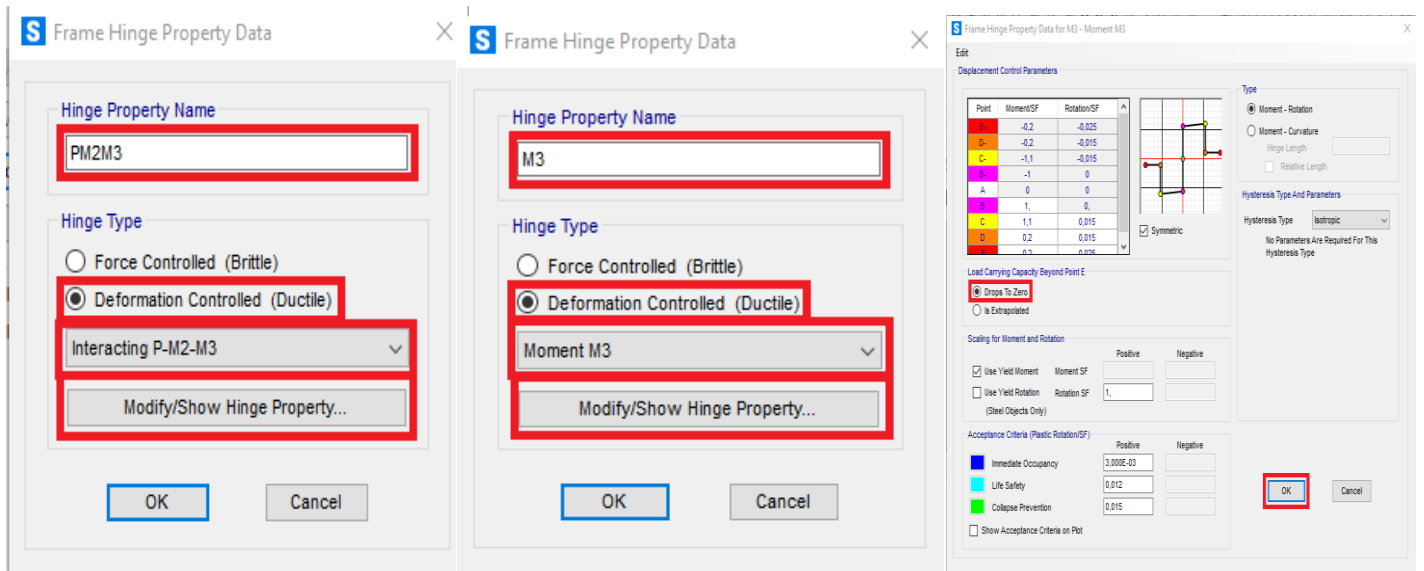 S Frame Hinge Property Data
Hinge Property Name
PM2M3
Hinge Type
Force Controlled (Brittle)
Deformation Controlled (Ductile)
Interacting P-M2-M3
Modify/Show Hinge Property...
OK Cancel
S Frame Hinge Property Data
Hinge Property Name
M3
Hinge Type
Force Controlled (Brittle)
Deformation Controlled (Ductile)
Moment M3
Modify/Show Hinge Property...
OK Cancel
S Frame Hinge Property Data for M3 - Moment M3
Edit
Displacement Control Parameters
Point Moment/SF Rotation/SF
E- -0,2 -0,025
D- -0,2 -0,015
C- -1,1 -0,015
B- -1 0
A 0 0
B 1, 0,
C 1,1 0,015
D 0,2 0,015
0,2 0,025
Symmetric
Type
Moment - Rotation
Moment - Curvature
Hinge Length
Relative Length
Hysteresis Type And Parameters
Hysteresis Type Isotropic
No Parameters Are Required For This
Hysteresis Type
Load Carrying Capacity Beyond Point E
Drops To Zero
Is Extrapolated
Scaling for Moment and Rotation
Positive Negative
Use Yield Moment Moment SF
Use Yield Rotation Rotation SF 1,
(Steel Objects Only)
Acceptance Criteria (Plastic Rotation/SF)
Positive Negative
Immediate Occupancy 3,000E-03
Life Safety 0,012
Collapse Prevention 0,015
Show Acceptance Criteria on Plot
OK Cancel